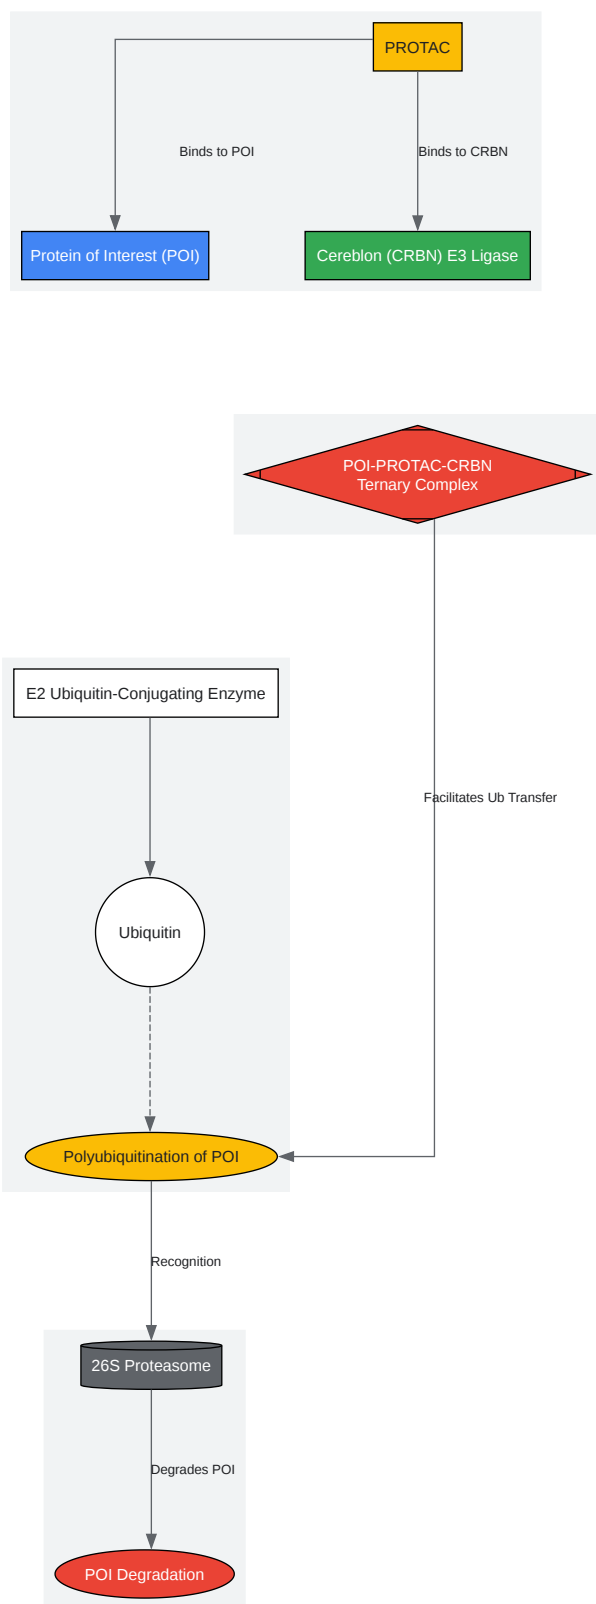 PROTAC
Binds to POI
Binds to CRBN
Protein of Interest (POI)
Cereblon (CRBN) E3 Ligase
POI-PROTAC-CRBN
Ternary Complex
E2 Ubiquitin-Conjugating Enzyme
Facilitates Ub Transfer
Ubiquitin
Polyubiquitination of POI
Recognition
26S Proteasome
Degrades POI
POI Degradation